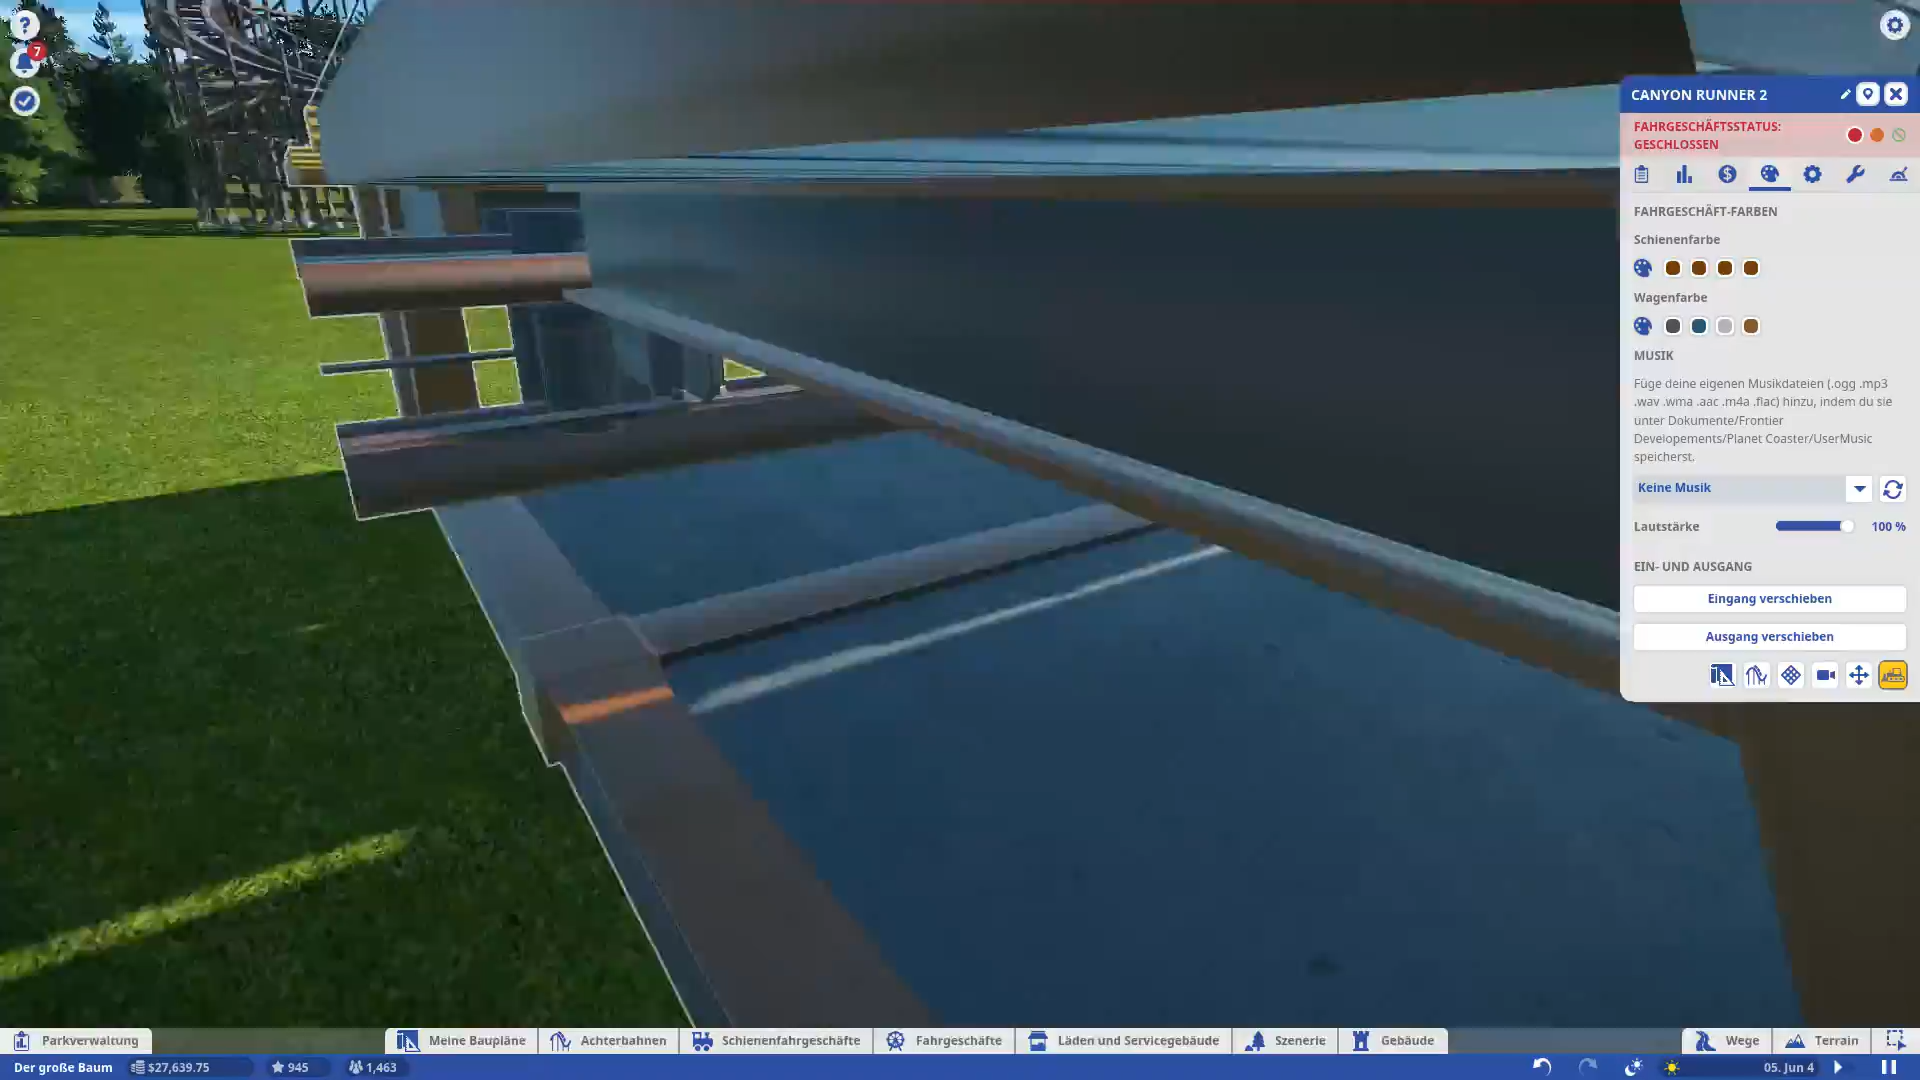 ?
7
CANYON RUNNER 2
FAHRGESCHÄFTSSTATUS:
GESCHLOSSEN
FAHRGESCHÄFT-FARBEN
Schienenfarbe
Wagenfarbe
MUSIK
Füge deine eigenen Musikdateien (.ogg .mp3
.wav .wma .aac .m4a .flac) hinzu, indem du sie
unter Dokumente/Frontier
Developements/Planet Coaster/UserMusic
speicherst.
Keine Musik
Lautstärke 100 %
EIN- UND AUSGANG
Eingang verschieben
Ausgang verschieben
Parkverwaltung Meine Baupläne Achterbahnen Schienenfahrgeschäfte Fahrgeschäfte Läden und Servicegebäude Szenerie Gebäude Wege Terrain
Der große Baum $27,639.75 945 1,463 05. Jun 4